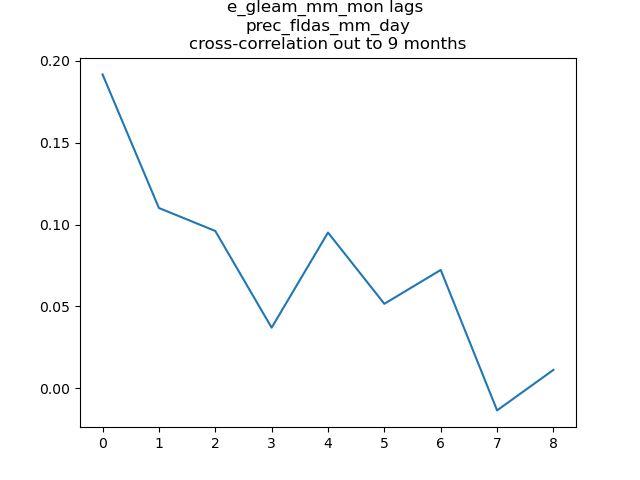 e_gleam_mm_mon lags
prec_fldas_mm_day
cross-correlation out to 9 months
0.20
0.15
0.10
0.05
0.00
0 1 2 3 4 5 6 7 8